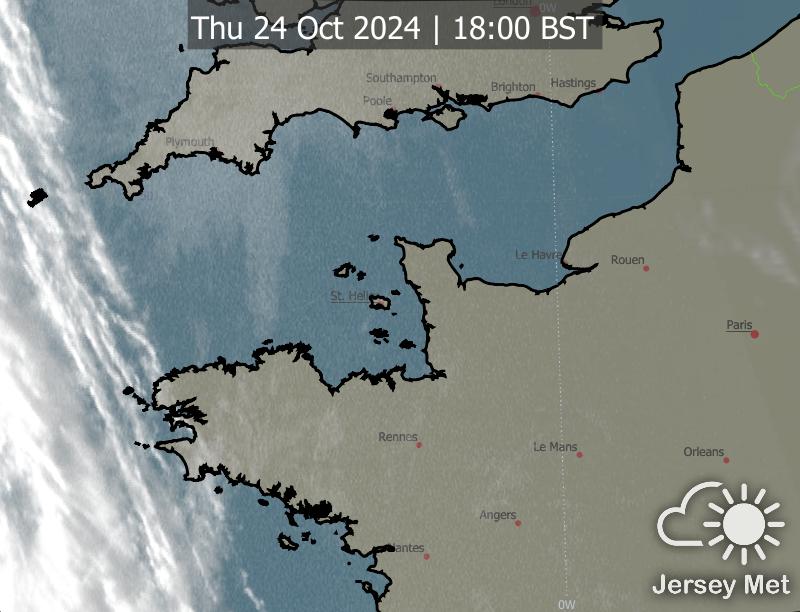 London
0W
Thu 24 Oct 2024 | 18:00 BST
Southampton
Brighton
Hastings
Poole
Plymouth
Le Havre
Rouen
St. Helier
Paris
Rennes
Le Mans
Orleans
Angers
Nantes
Jersey Met
0W